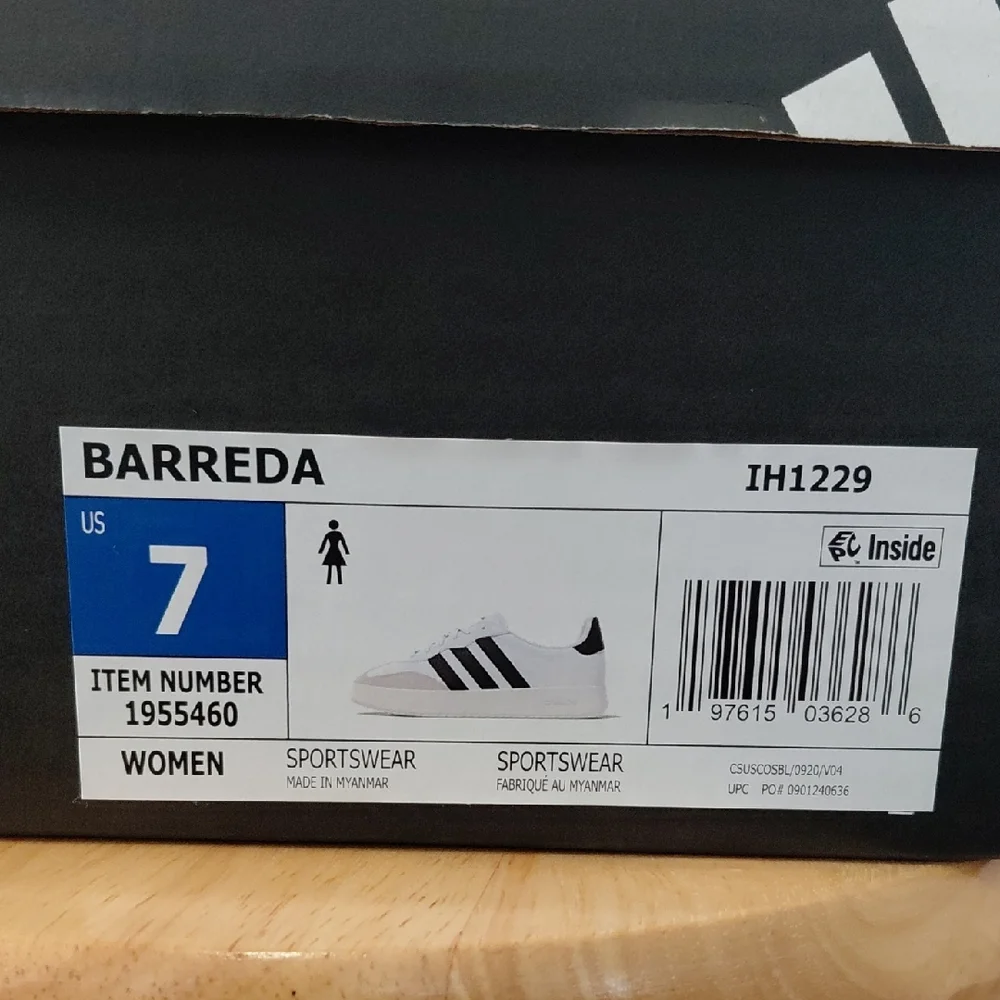 BARREDA
IH1229
US
7
ITEM NUMBER
1955460
EPC Inside
1 97615 03628 6
WOMEN
SPORTSWEAR
MADE IN MYANMAR
SPORTSWEAR
FABRIQUÉ AU MYANMAR
CSUSCOSBL/0920/V04
UPC PO# 0901240636